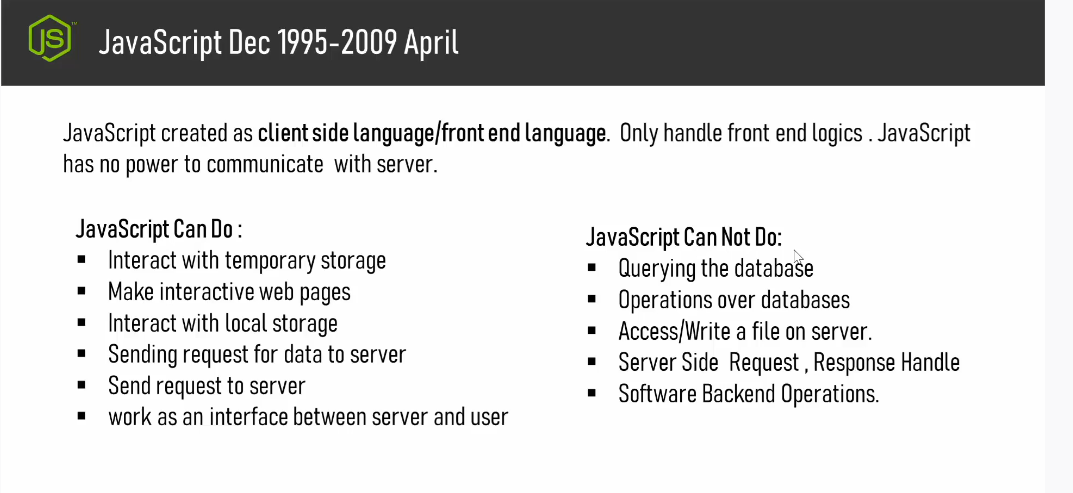 JS
JavaScript Dec 1995-2009 April
JavaScript created as client side language/front end language. Only handle front end logics . JavaScript
has no power to communicate with server.
JavaScript Can Do :
▪ Interact with temporary storage
▪ Make interactive web pages
▪ Interact with local storage
▪ Sending request for data to server
▪ Send request to server
▪ work as an interface between server and user
JavaScript Can Not Do:
▪ Querying the database
▪ Operations over databases
▪ Access/Write a file on server.
▪ Server Side Request , Response Handle
▪ Software Backend Operations.